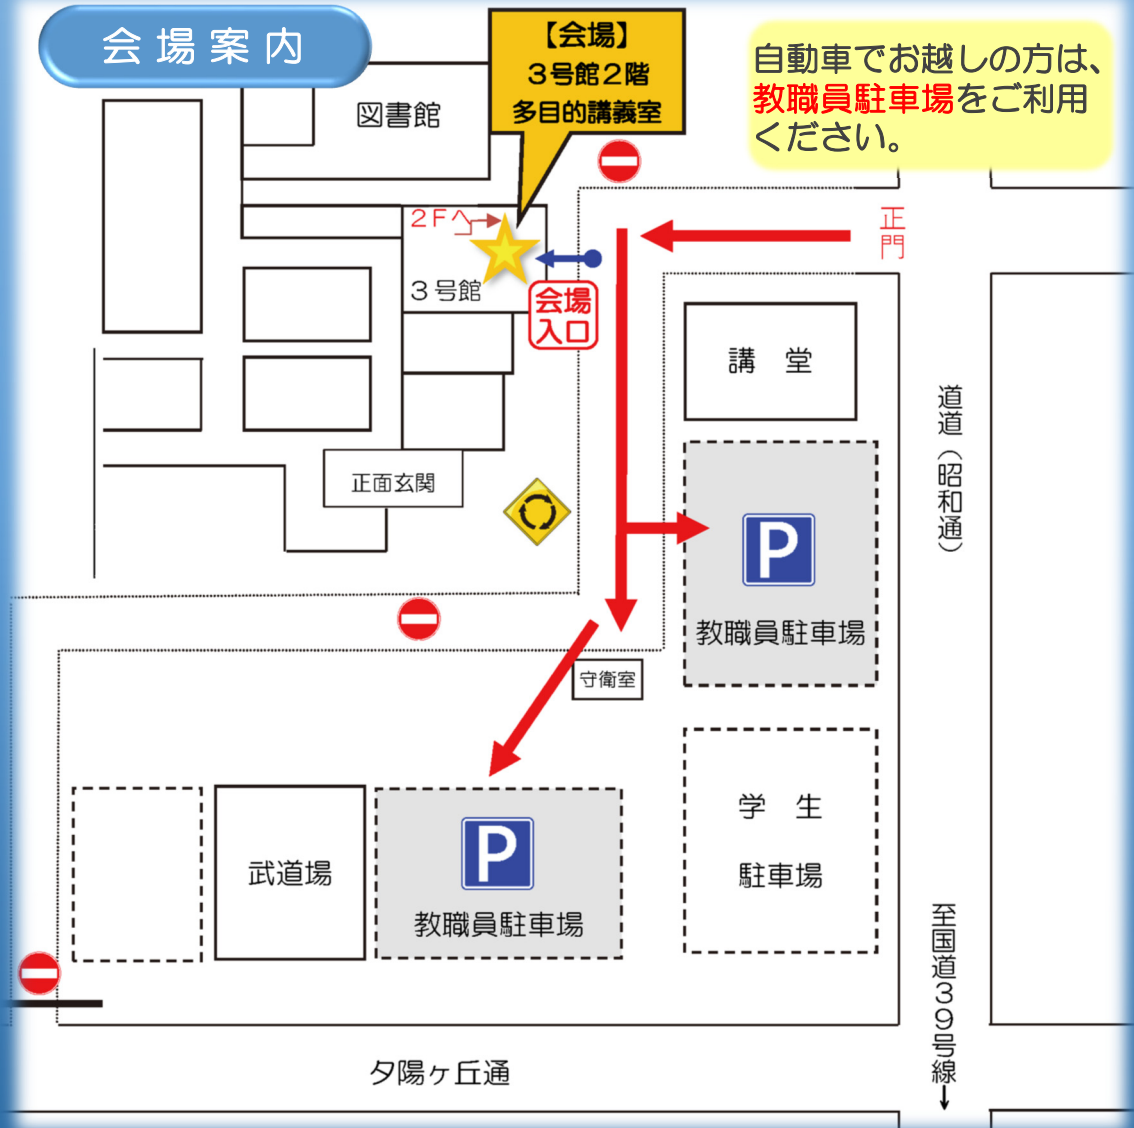 会場案内
【会場】
３号館２階
多目的講義室
自動車でお越しの方は、
教職員駐車場をご利用
ください。
図書館
２Ｆへ
正門
３号館
会場
入口
講　堂
道道（昭和通）
正面玄関
P
教職員駐車場
守衛室
学　生
駐車場
武道場
P
教職員駐車場
至国道３９号線
夕陽ヶ丘通